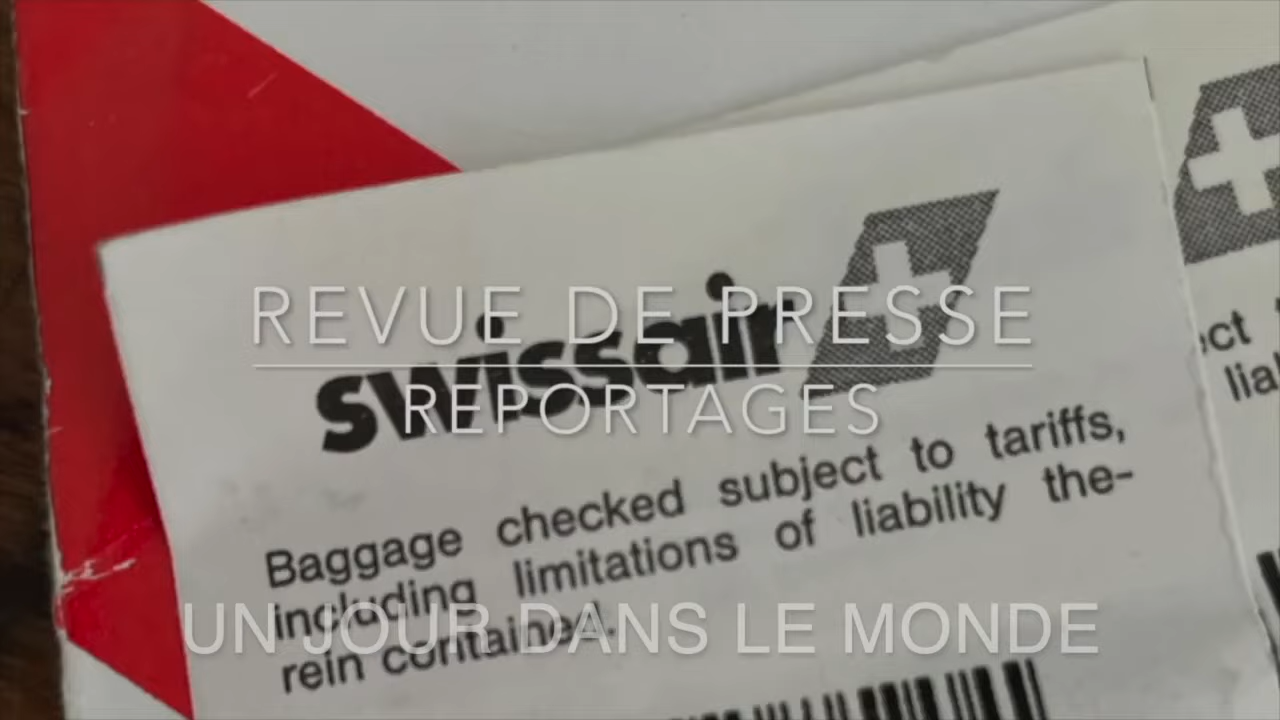 REVUE DE PRESSE
swissair
REPORTAGES
Baggage checked subject to tariffs,
including limitations of liability the-
rein contained.
UN JOUR DANS LE MONDE
ct
lia